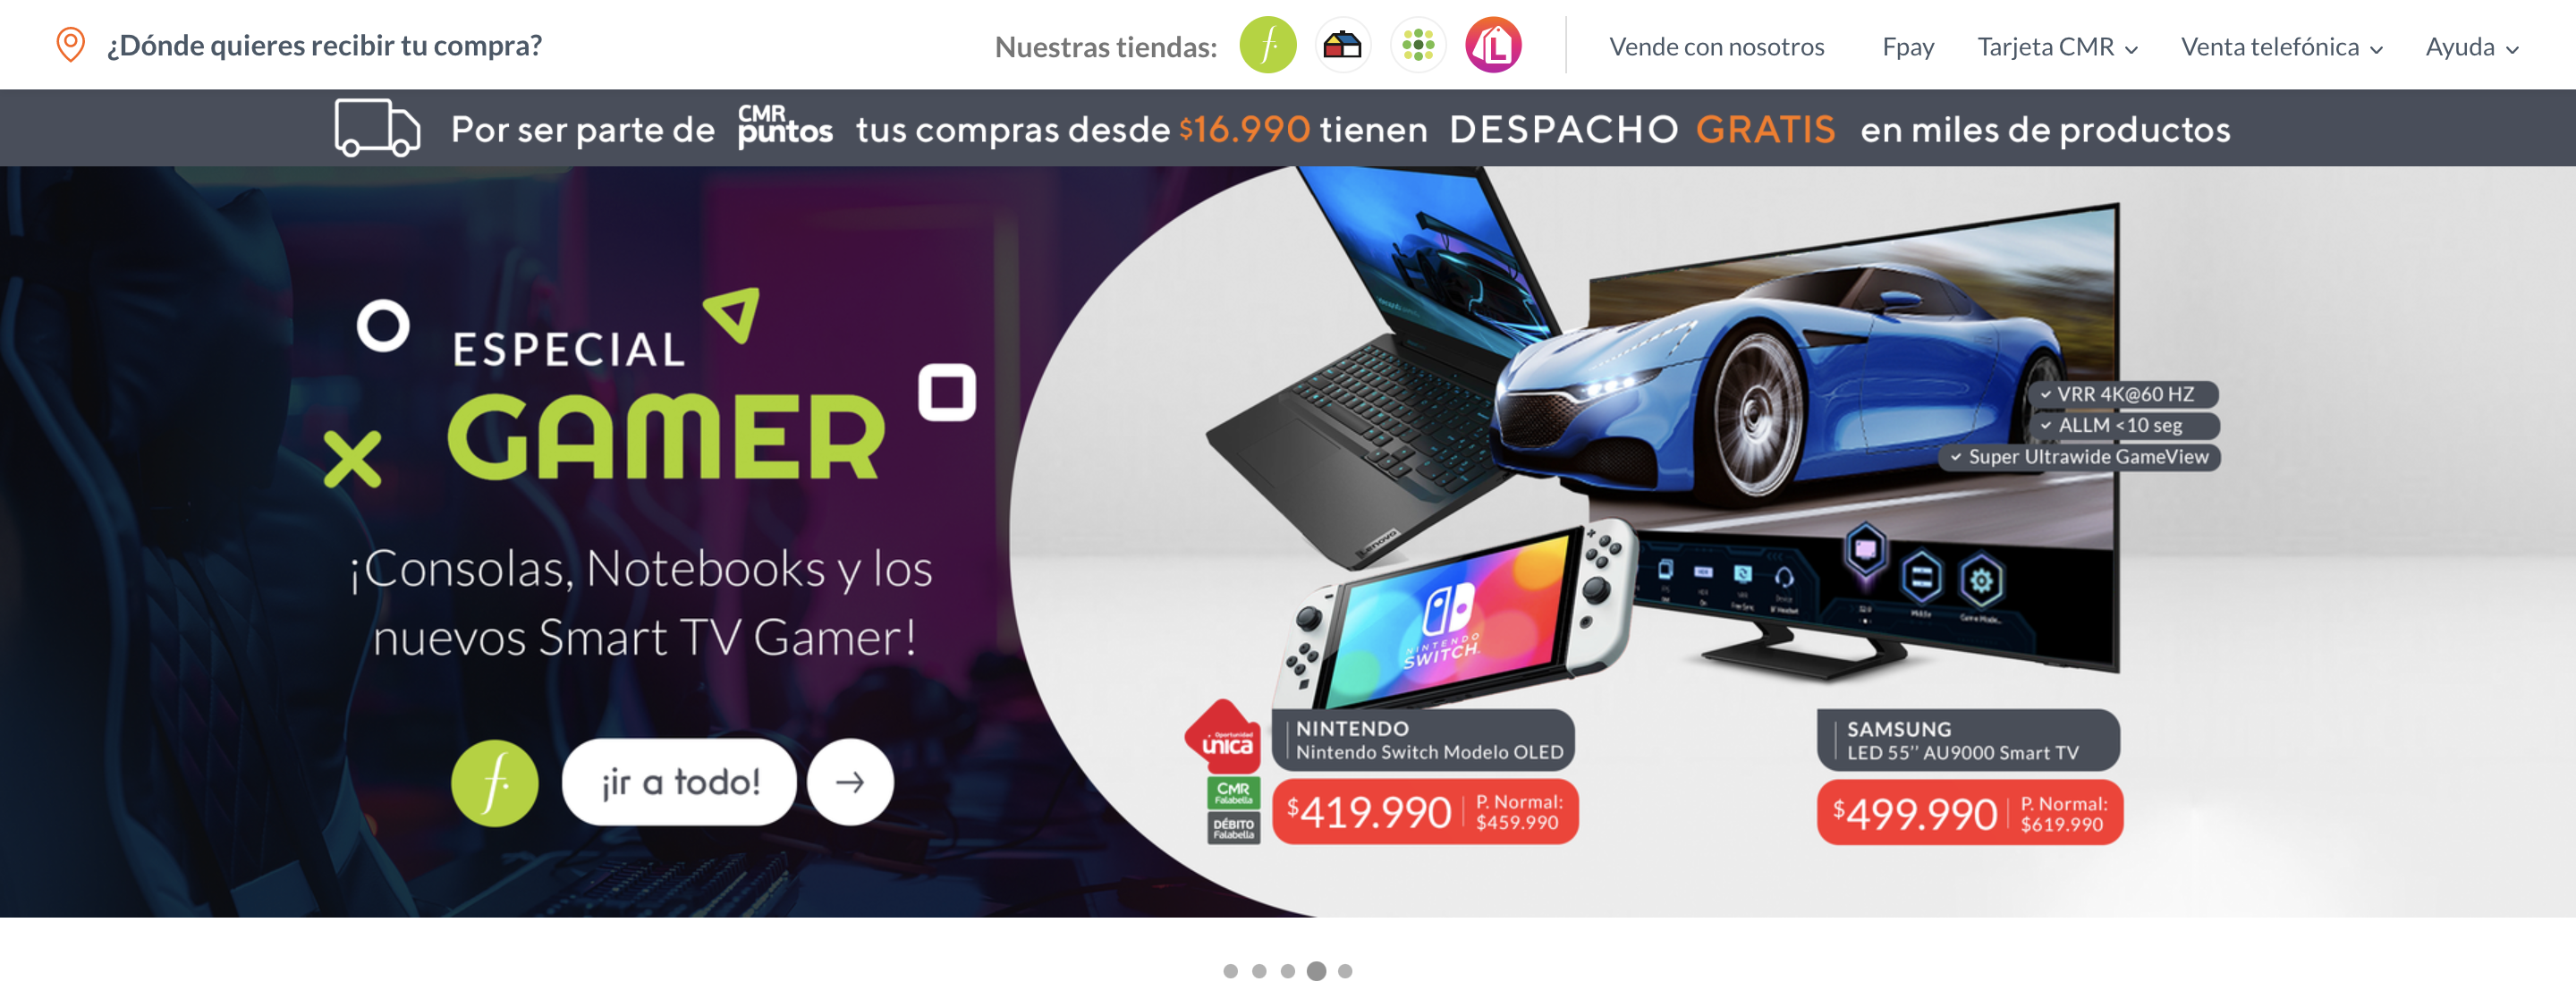 ¿Dónde quieres recibir tu compra?
Nuestras tiendas:
Vende con nosotros
Fpay
Tarjeta CMR
Venta telefónica
Ayuda
Por ser parte de CMR puntos tus compras desde $16.990 tienen DESPACHO GRATIS en miles de productos
ESPECIAL
GAMER
¡Consolas, Notebooks y los
nuevos Smart TV Gamer!
f.
¡ir a todo!
Lenovo
NINTENDO
SWITCH
VRR 4K@60 HZ
ALLM <10 seg
Super Ultrawide GameView
Oportunidad
única
CMR
Falabella
DÉBITO
Falabella
NINTENDO
Nintendo Switch Modelo OLED
$419.990
P. Normal:
$459.990
SAMSUNG
LED 55’’ AU9000 Smart TV
$499.990
P. Normal:
$619.990